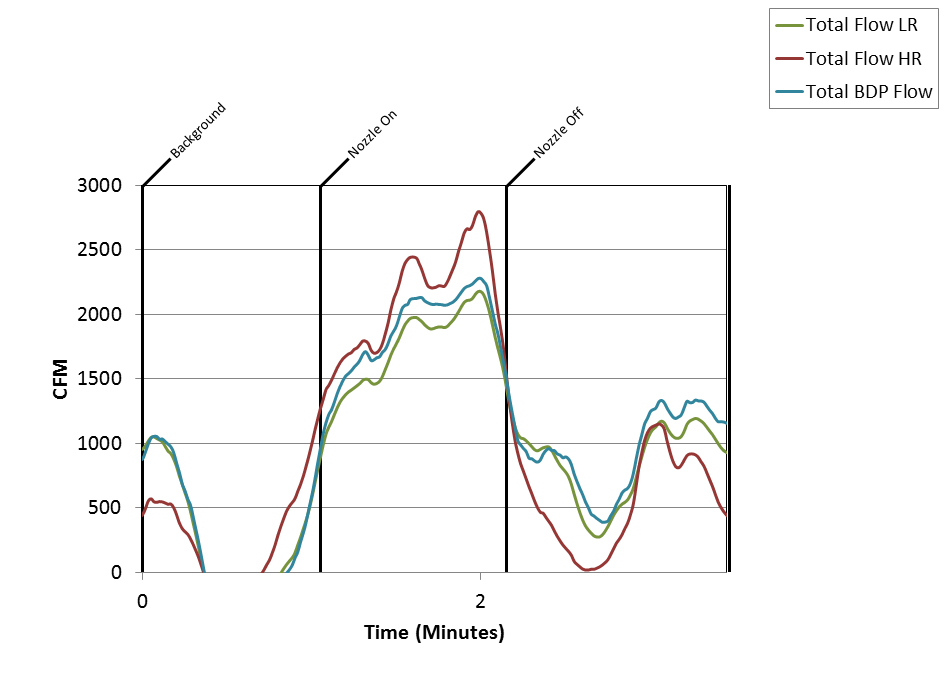 Total Flow LR
Total Flow HR
Total BDP Flow
Background
Nozzle On
Nozzle Off
3000
2500
2000
1500
1000
500
0
CFM
0
2
Time (Minutes)